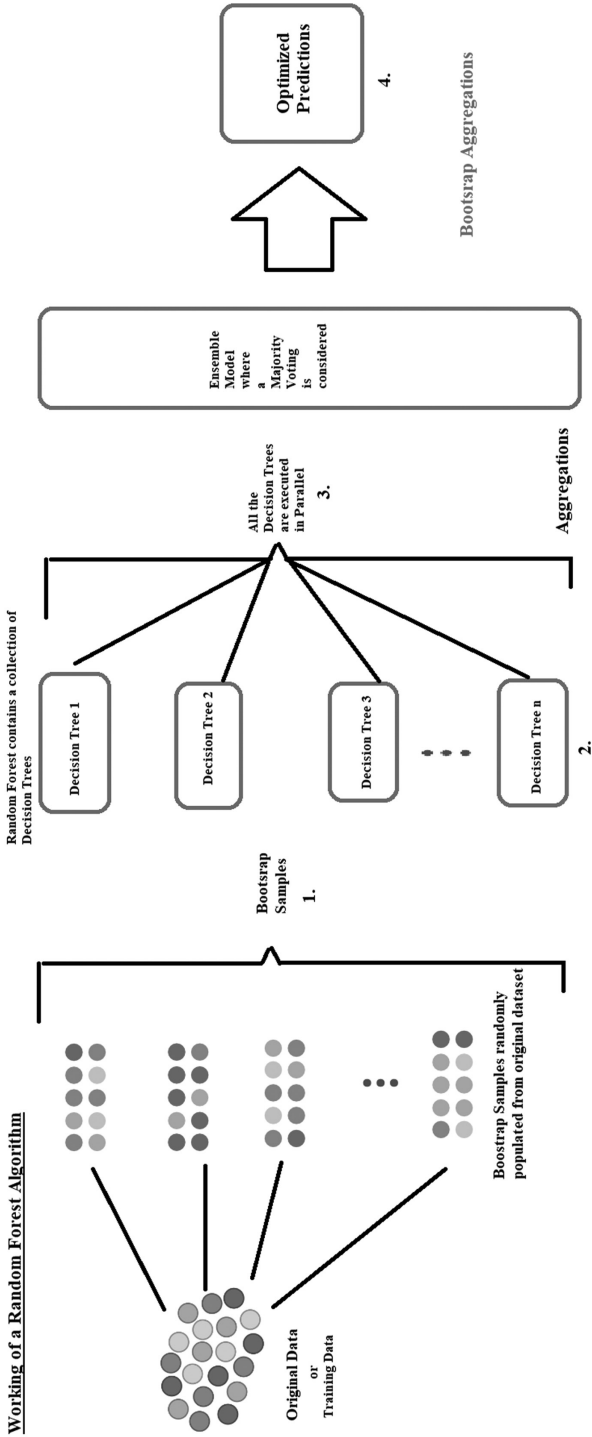 Working of a Random Forest Algorithm
Original Data
or
Training Data
Boostrap Samples randomly
populated from original dataset
Bootsrap
Samples
1.
Random Forest contains a collection of
Decision Trees
Decision Tree 1
Decision Tree 2
Decision Tree 3
Decision Tree n
2.
All the
Decision Trees
are executed
in Parallel
3.
Aggregations
Ensemble
Model
where
a
Majority
Voting
is
considered
Optimized
Predictions
4.
Bootsrap Aggregations